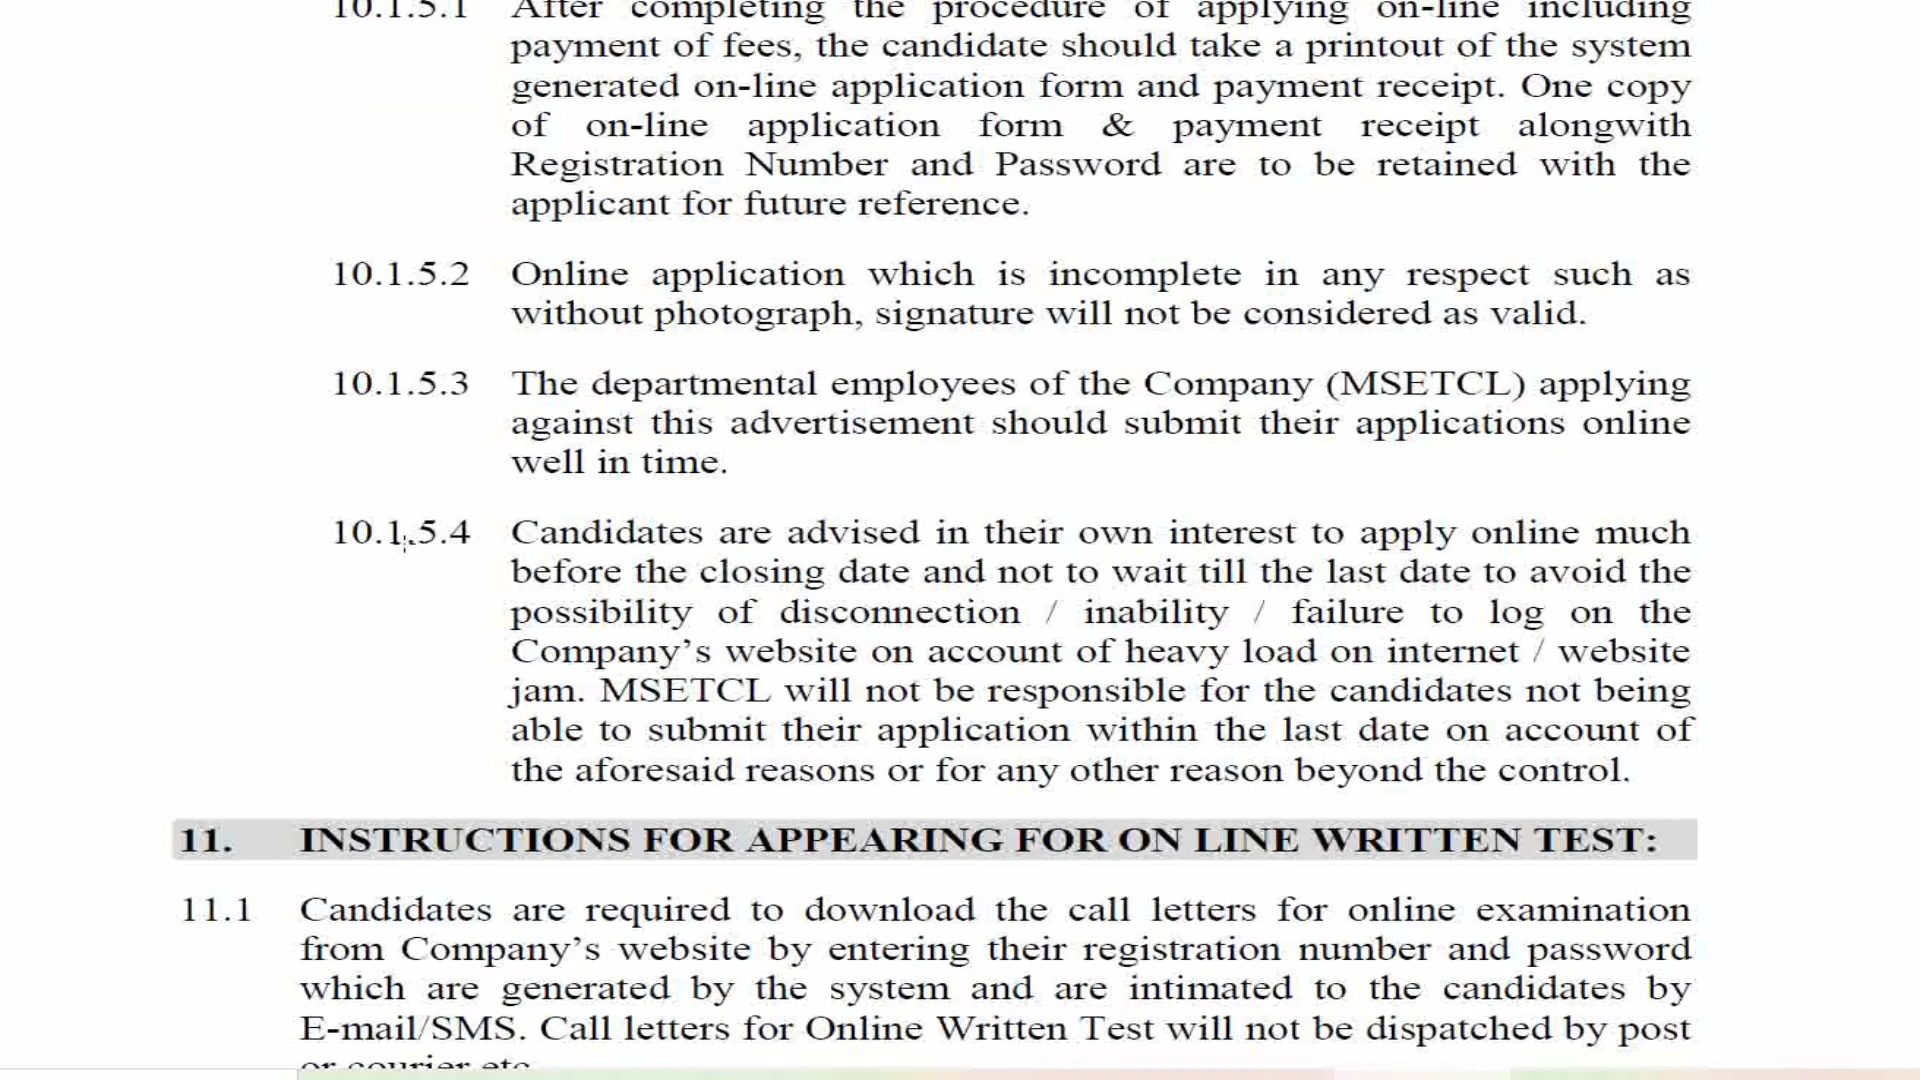 10.1.5.1 After completing the procedure of applying on-line including
payment of fees, the candidate should take a printout of the system
generated on-line application form and payment receipt. One copy
of on-line application form & payment receipt alongwith
Registration Number and Password are to be retained with the
applicant for future reference.
10.1.5.2 Online application which is incomplete in any respect such as
without photograph, signature will not be considered as valid.
10.1.5.3 The departmental employees of the Company (MSETCL) applying
against this advertisement should submit their applications online
well in time.
10.1.5.4 Candidates are advised in their own interest to apply online much
before the closing date and not to wait till the last date to avoid the
possibility of disconnection / inability / failure to log on the
Company’s website on account of heavy load on internet / website
jam. MSETCL will not be responsible for the candidates not being
able to submit their application within the last date on account of
the aforesaid reasons or for any other reason beyond the control.
11. INSTRUCTIONS FOR APPEARING FOR ON LINE WRITTEN TEST:
11.1 Candidates are required to download the call letters for online examination
from Company’s website by entering their registration number and password
which are generated by the system and are intimated to the candidates by
E-mail/SMS. Call letters for Online Written Test will not be dispatched by post
or courier etc